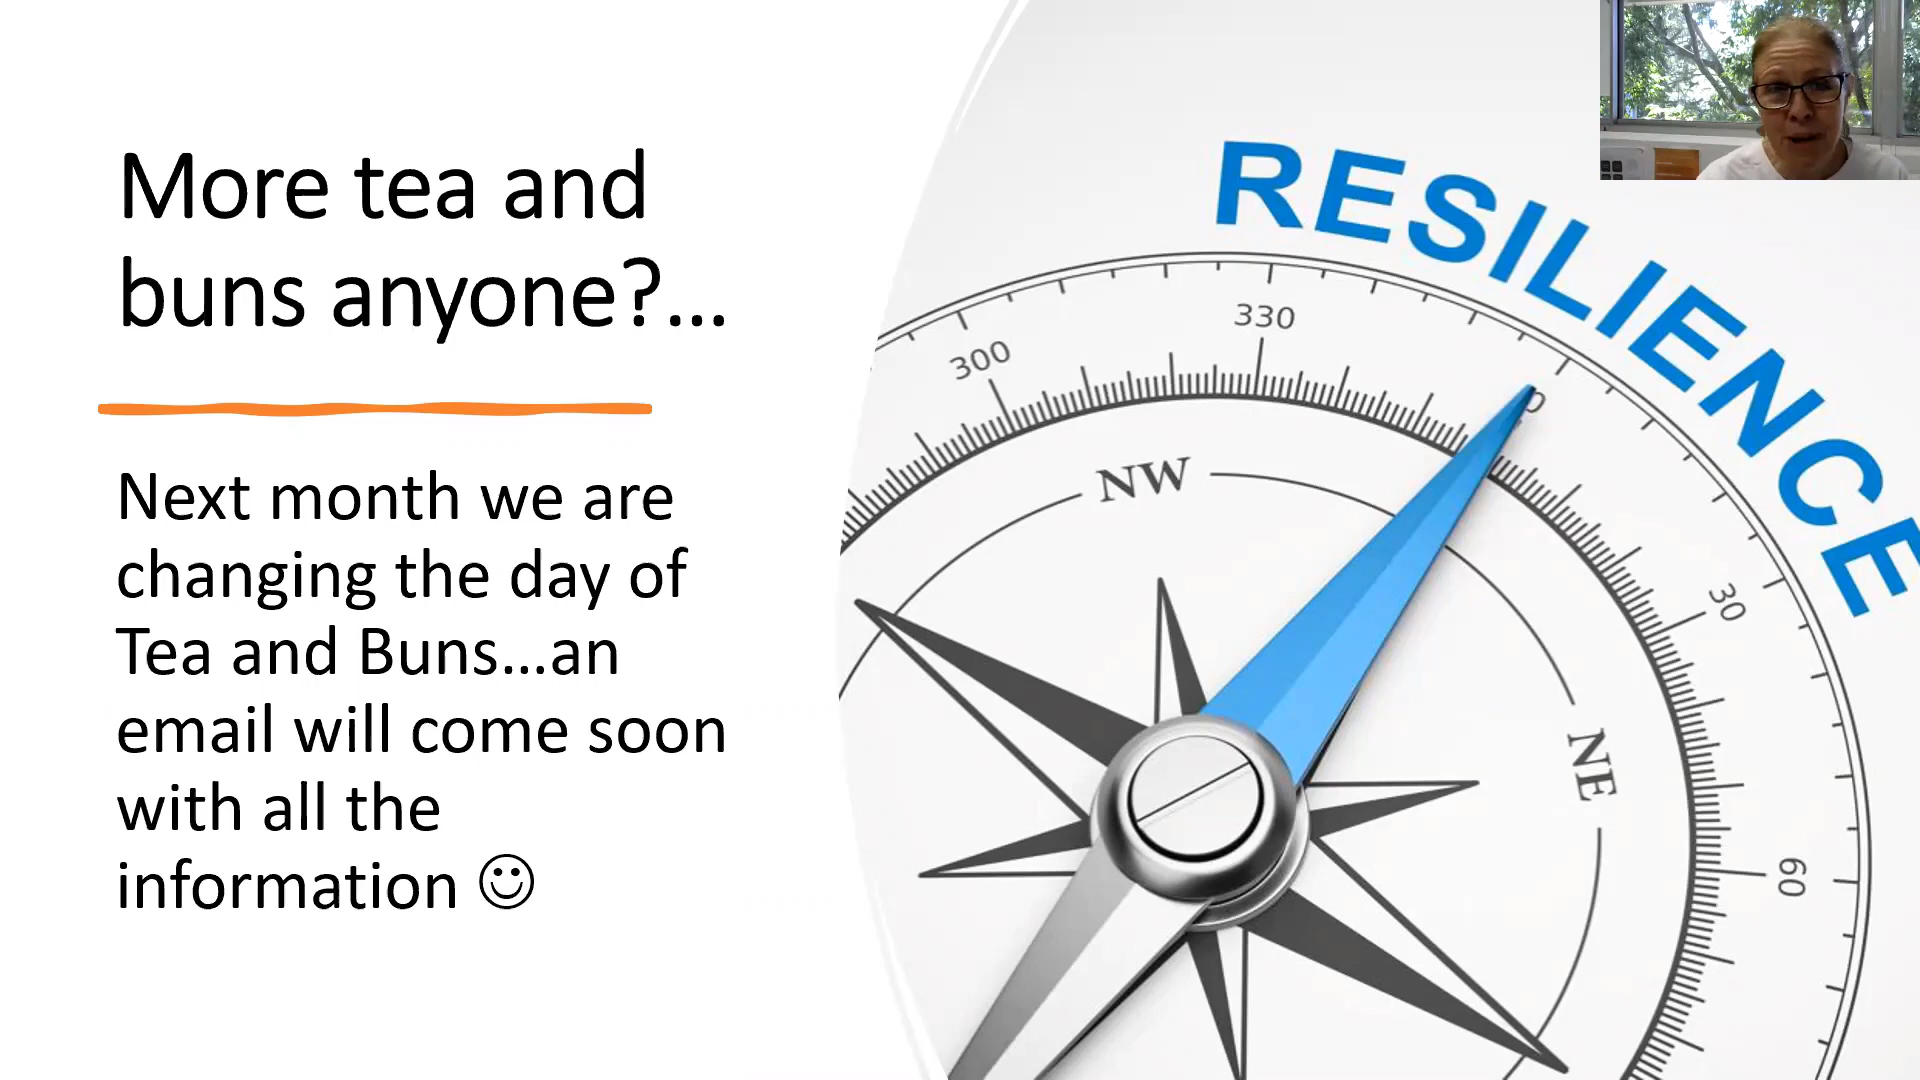 More tea and
buns anyone?...
Next month we are
changing the day of
Tea and Buns...an
email will come soon
with all the
information ☺
RESILIENCE
300
330
0
30
60
NW
NE